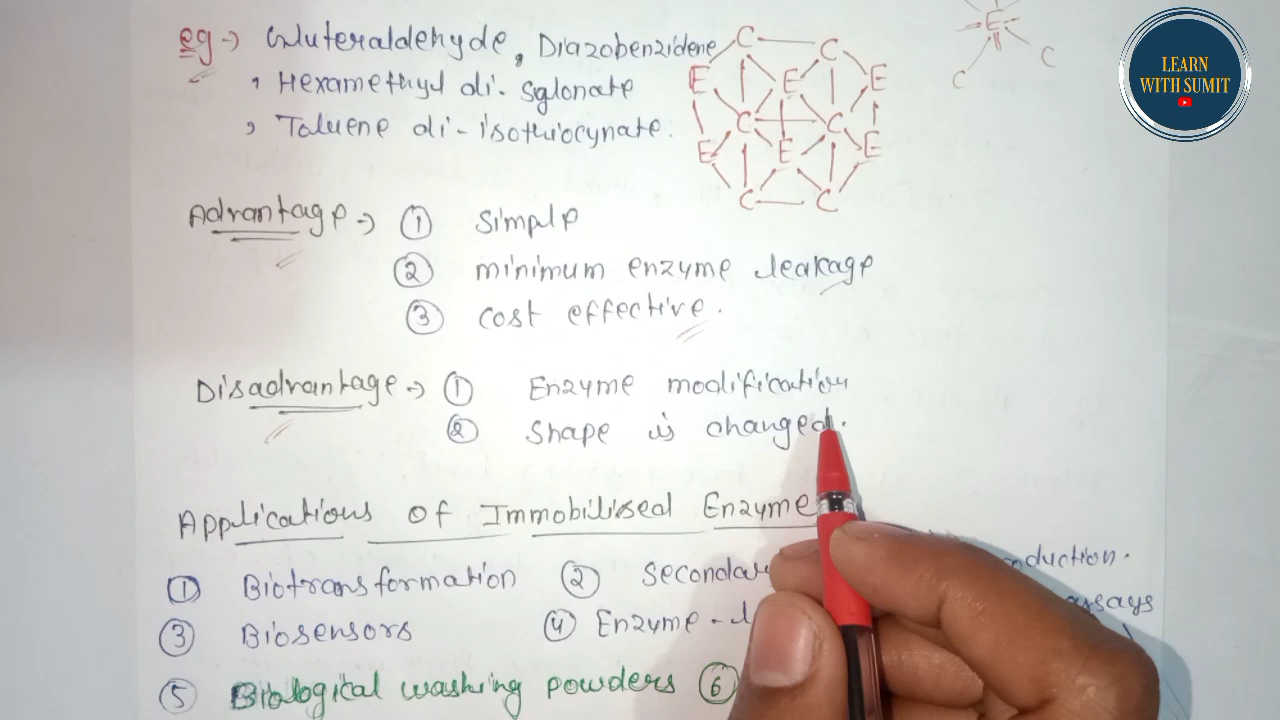 eg → Gluteraldehyde, Diazobenzidene
, Hexamethyl di. Sglonate
, Toluene di-isothiocynate.
C C E E E C C E E E C C
E C C
LEARN WITH SUMIT
Advantage → ① Simple
② minimum enzyme leakage
③ cost effective.
Disadvantage → ① Enzyme modification
② Shape is changed.
Applications of Immobilised Enzyme
① Biotransformation ②
③ Biosensors ④ Enzyme - assays
⑤ Biological washing powders ⑥